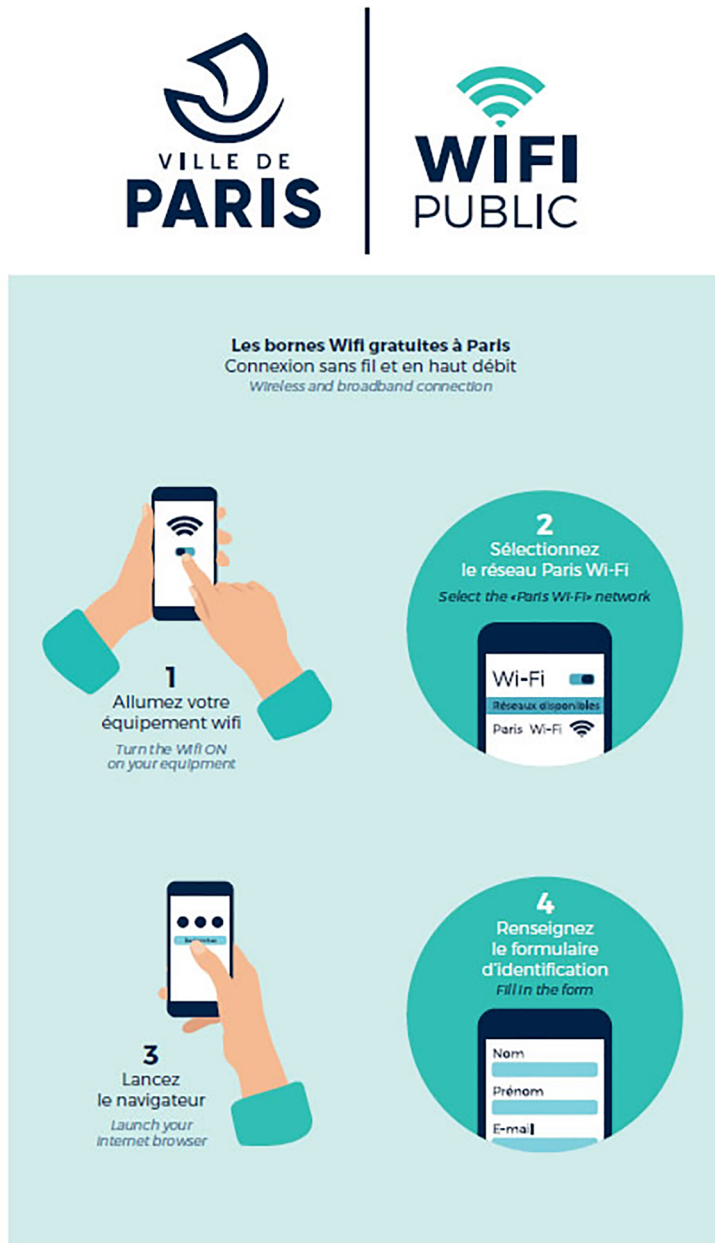 VILLE DE
PARIS
WIFI
PUBLIC
Les bornes Wifi gratuites à Paris
Connexion sans fil et en haut débit
Wireless and broadband connection
1
Allumez votre
équipement wifi
Turn the Wifi ON
on your equipment
2
Sélectionnez
le réseau Paris Wi-Fi
Select the «Paris Wi-Fi» network
Wi-Fi
Réseaux disponibles
Paris Wi-Fi
3
Lancez
le navigateur
Launch your
Internet browser
4
Renseignez
le formulaire
d'identification
Fill in the form
Nom
Prénom
E-mail